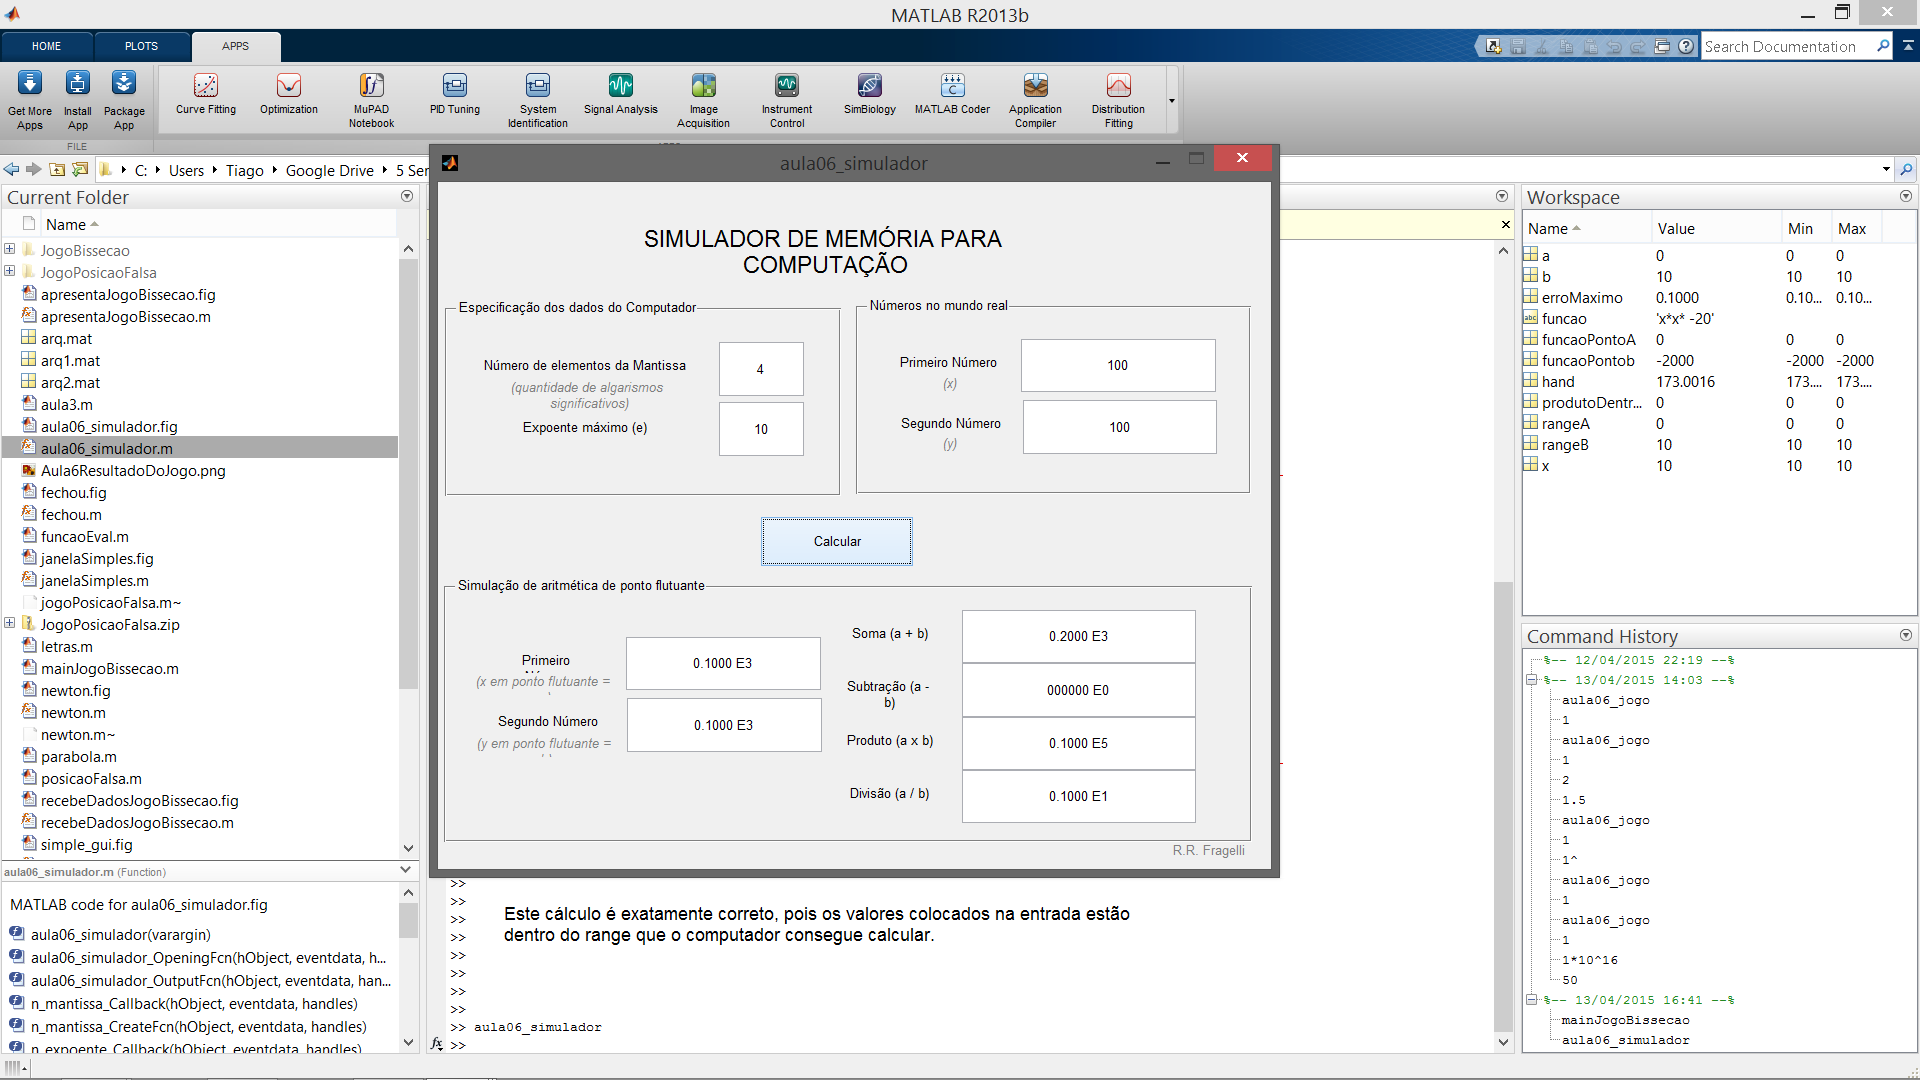 MATLAB R2013b
HOME
PLOTS
APPS
Search Documentation
Get More Apps
Install App
Package App
Curve Fitting
Optimization
MuPAD Notebook
PID Tuning
System Identification
Signal Analysis
Image Acquisition
Instrument Control
SimBiology
MATLAB Coder
Application Compiler
Distribution Fitting
FILE
C: Users Tiago Google Drive 5 Ser
Current Folder
Name
JogoBissecao
JogoPosicaoFalsa
apresentaJogoBissecao.fig
apresentaJogoBissecao.m
arq.mat
arq1.mat
arq2.mat
aula3.m
aula06_simulador.fig
aula06_simulador.m
Aula6ResultadoDoJogo.png
fechou.fig
fechou.m
funcaoEval.m
janelaSimples.fig
janelaSimples.m
jogoPosicaoFalsa.m~
JogoPosicaoFalsa.zip
letras.m
mainJogoBissecao.m
newton.fig
newton.m
newton.m~
parabola.m
posicaoFalsa.m
recebeDadosJogoBissecao.fig
recebeDadosJogoBissecao.m
simple_gui.fig
aula06_simulador.m (Function)
MATLAB code for aula06_simulador.fig
aula06_simulador(varargin)
aula06_simulador_OpeningFcn(hObject, eventdata, h...
aula06_simulador_OutputFcn(hObject, eventdata, han...
n_mantissa_Callback(hObject, eventdata, handles)
n_mantissa_CreateFcn(hObject, eventdata, handles)
n_expoente_Callback(hObject, eventdata, handles)
aula06_simulador
SIMULADOR DE MEMÓRIA PARA
COMPUTAÇÃO
Especificação dos dados do Computador
Número de elementos da Mantissa
(quantidade de algarismos
significativos)
4
Expoente máximo (e)
10
Números no mundo real
Primeiro Número
(x)
100
Segundo Número
(y)
100
Calcular
Simulação de aritmética de ponto flutuante
Primeiro
(x em ponto flutuante =
0.1000 E3
Segundo Número
(y em ponto flutuante =
0.1000 E3
Soma (a + b)
0.2000 E3
Subtração (a -
b)
000000 E0
Produto (a x b)
0.1000 E5
Divisão (a / b)
0.1000 E1
R.R. Fragelli
>>
>>
>>
>>
>>
>>
>>
>>
>> aula06_simulador
fx >>
Este cálculo é exatamente correto, pois os valores colocados na entrada estão
dentro do range que o computador consegue calcular.
Workspace
Name Value Min Max
a 0 0 0
b 10 10 10
erroMaximo 0.1000 0.10... 0.10...
abc funcao 'x*x* -20'
funcaoPontoA 0 0 0
funcaoPontob -2000 -2000 -2000
hand 173.0016 173.... 173....
produtoDentr... 0 0 0
rangeA 0 0 0
rangeB 10 10 10
x 10 10 10
Command History
%-- 12/04/2015 22:19 --%
%-- 13/04/2015 14:03 --%
aula06_jogo
1
aula06_jogo
1
2
1.5
aula06_jogo
1
1^
aula06_jogo
1
aula06_jogo
1
1*10^16
50
%-- 13/04/2015 16:41 --%
mainJogoBissecao
aula06_simulador